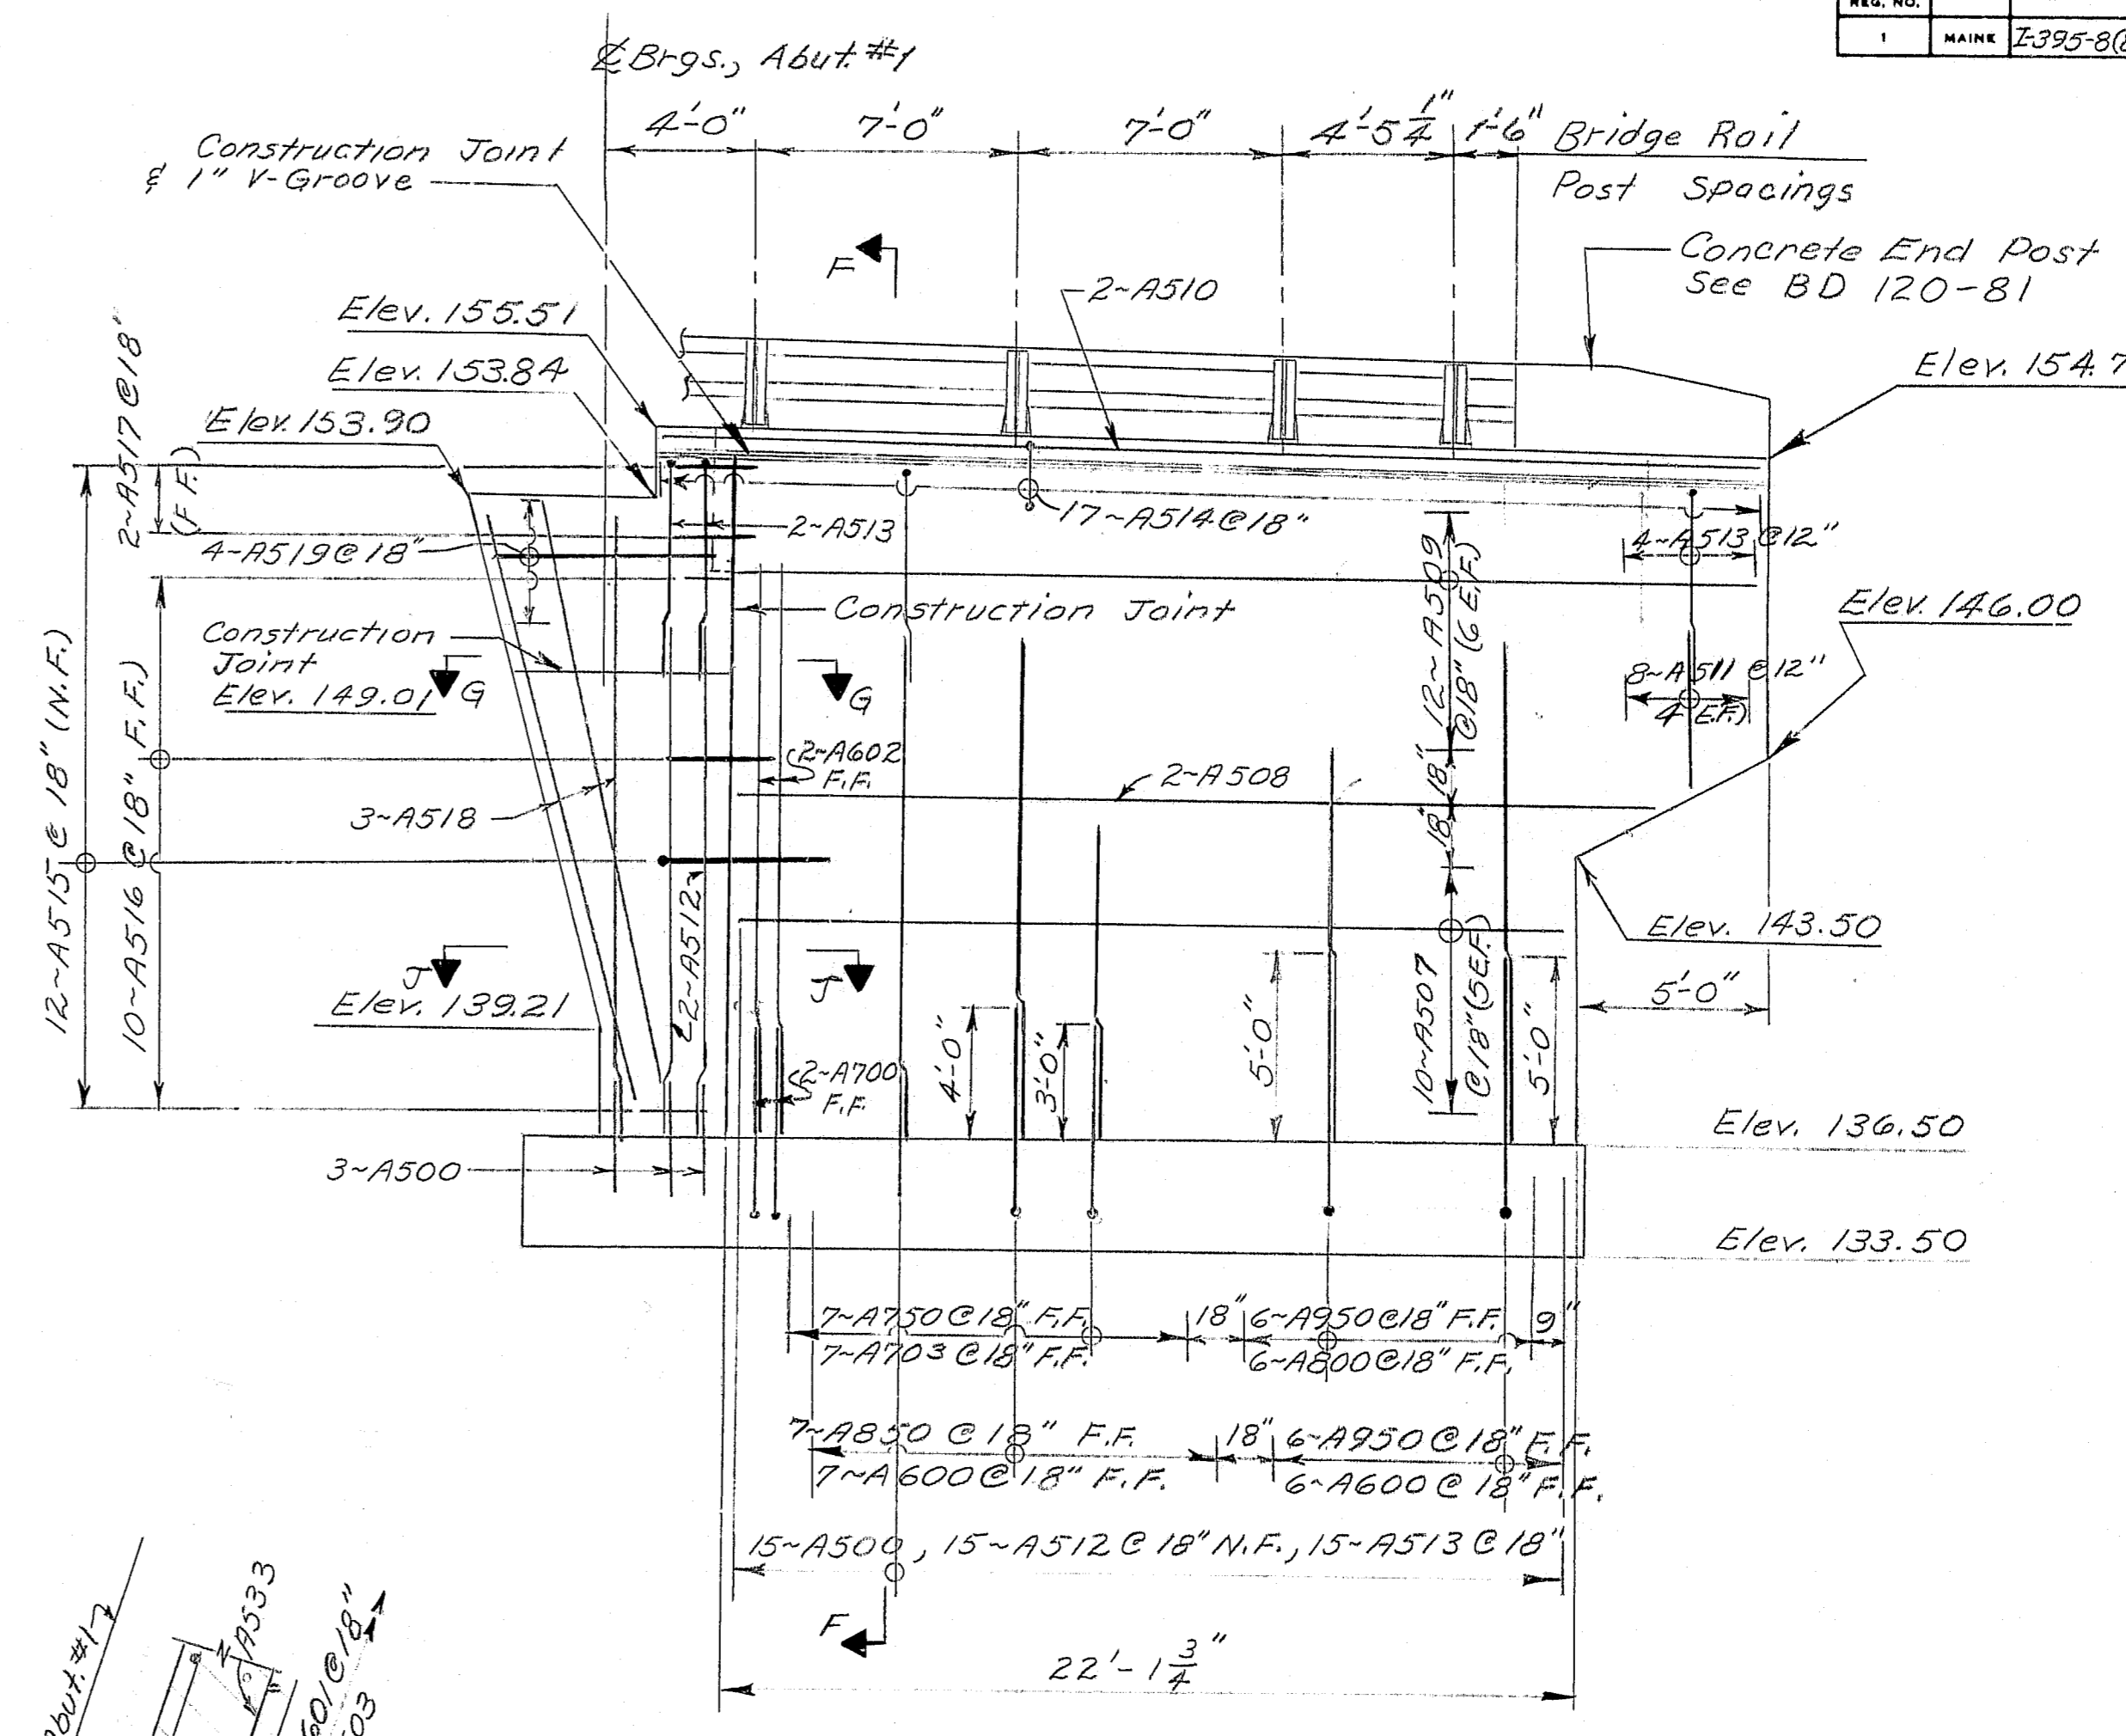 REG. NO.
1 MAINE I-395-8(
℄ Brgs., Abut. #1
4'-0" 7'-0" 7'-0" 4'-5 1/4" 1'-6" Bridge Rail
Post Spacings
Construction Joint
& 1" V-Groove
F
2~A510
Concrete End Post
See BD 120-81
Elev. 155.51
Elev. 153.84
Elev. 153.90
Elev. 154.7
2~A517@18"
(F.F.)
4~A519@18"
2~A513
17~A514@18"
4~A513@12"
12~A509
@18" (6 E.F.)
Construction Joint
Elev. 146.00
Construction
Joint
Elev. 149.01
G
G
8~A511 @12"
4 (E.F.)
12~A515@ 18" (N.F.)
10~A516 @18" F.F.)
2~A602
F.F.
2~A508
18"
18"
3~A518
2~A512
Elev. 143.50
J
J
Elev. 139.21
5'-0"
4'-0"
3'-0"
5'-0"
10~A507
@18"(5E.F.)
5'-0"
2~A700
F.F.
Elev. 136.50
3~A500
Elev. 133.50
7~A750@18" F.F. 18" 6~A950@18" F.F. 9"
7~A703@18" F.F. 6~A800@18" F.F.
7~A850 @ 18" F.F. 18" 6~A950@18" F.F.
7~A600@18" F.F. 6~A600 @ 18" F.F.
15~A500, 15~A512@18" N.F., 15~A513@18"
F
22'-1 3/4"
Abut. #1
A533
601@18"
503